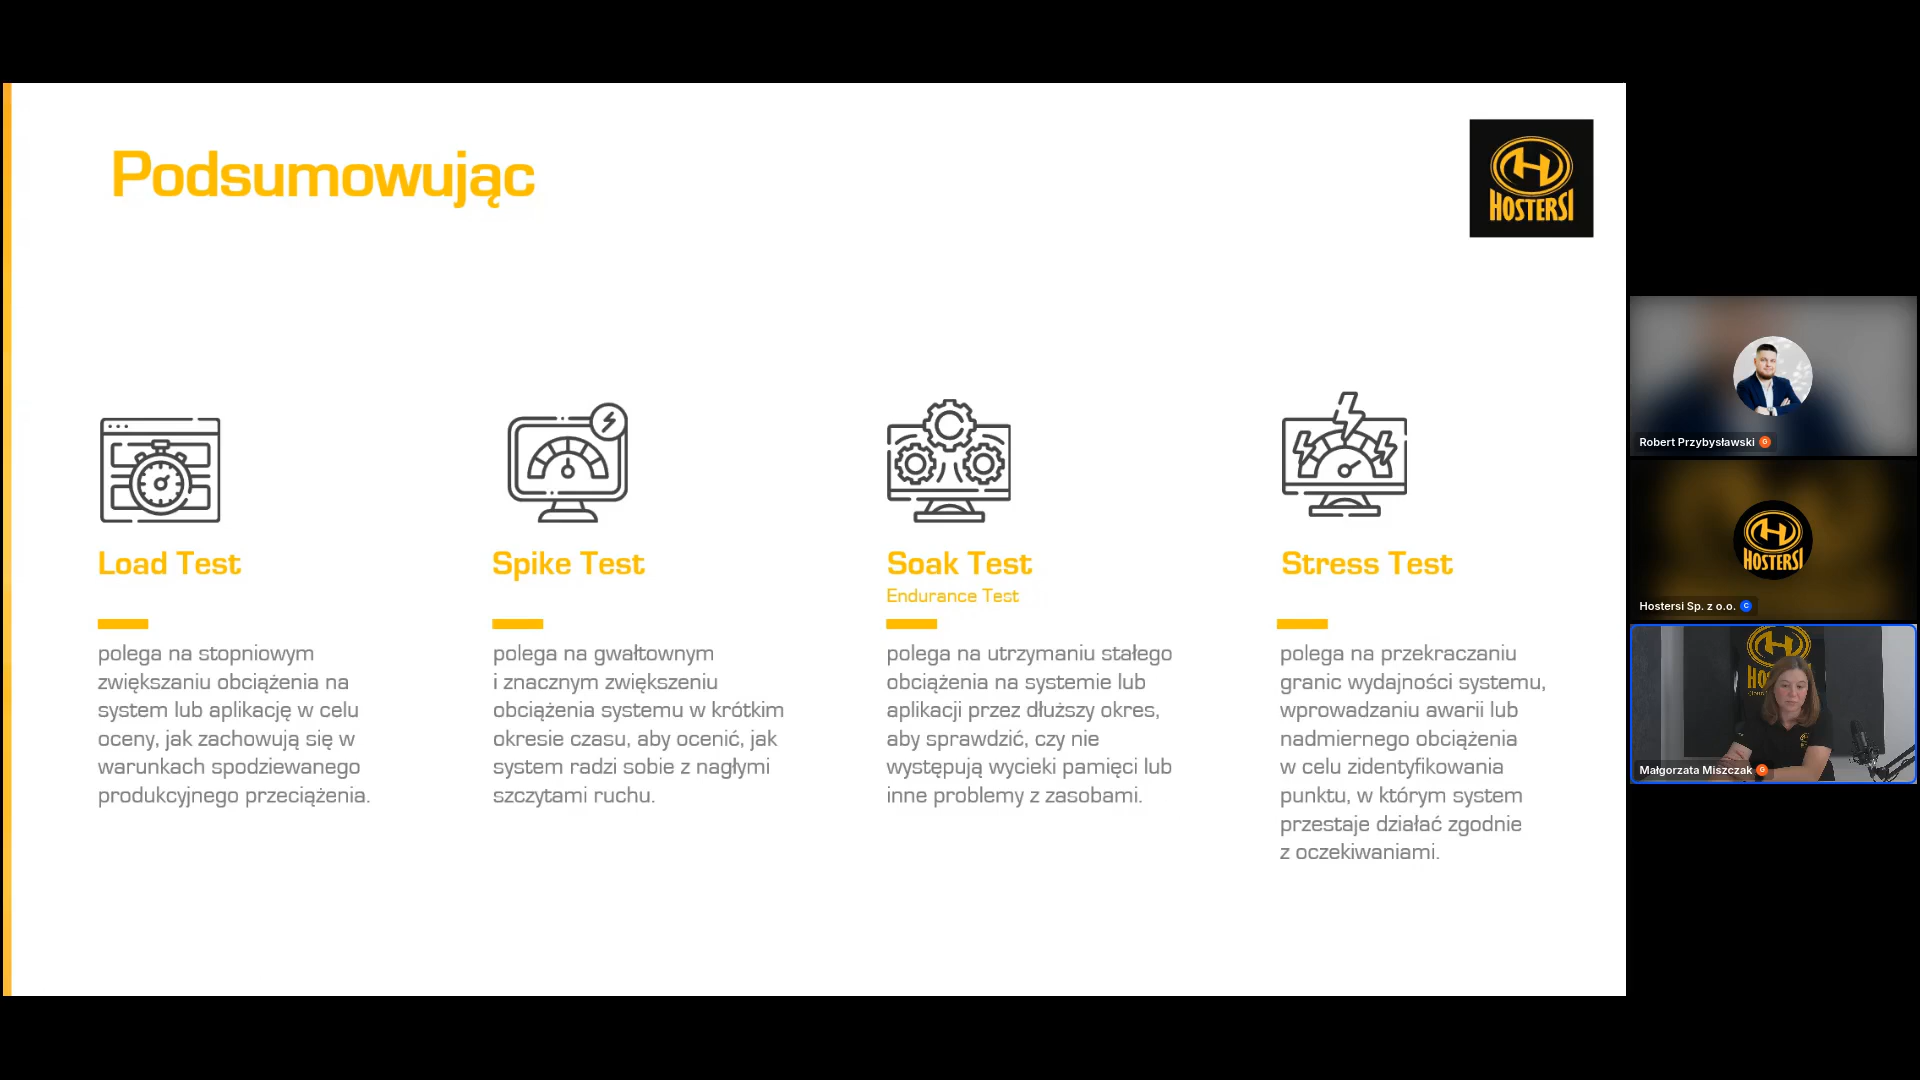 Podsumowując
HOSTERSI
Load Test
polega na stopniowym
zwiększaniu obciążenia na
system lub aplikację w celu
oceny, jak zachowują się w
warunkach spodziewanego
produkcyjnego przeciążenia.
Spike Test
polega na gwałtownym
i znacznym zwiększeniu
obciążenia systemu w krótkim
okresie czasu, aby ocenić, jak
system radzi sobie z nagłymi
szczytami ruchu.
Soak Test
Endurance Test
polega na utrzymaniu stałego
obciążenia na systemie lub
aplikacji przez dłuższy okres,
aby sprawdzić, czy nie
występują wycieki pamięci lub
inne problemy z zasobami.
Stress Test
polega na przekraczaniu
granic wydajności systemu,
wprowadzaniu awarii lub
nadmiernego obciążenia
w celu zidentyfikowania
punktu, w którym system
przestaje działać zgodnie
z oczekiwaniami.
Robert Przybysławski G
HOSTERSI
Hostersi Sp. z o.o. C
Małgorzata Miszczak G